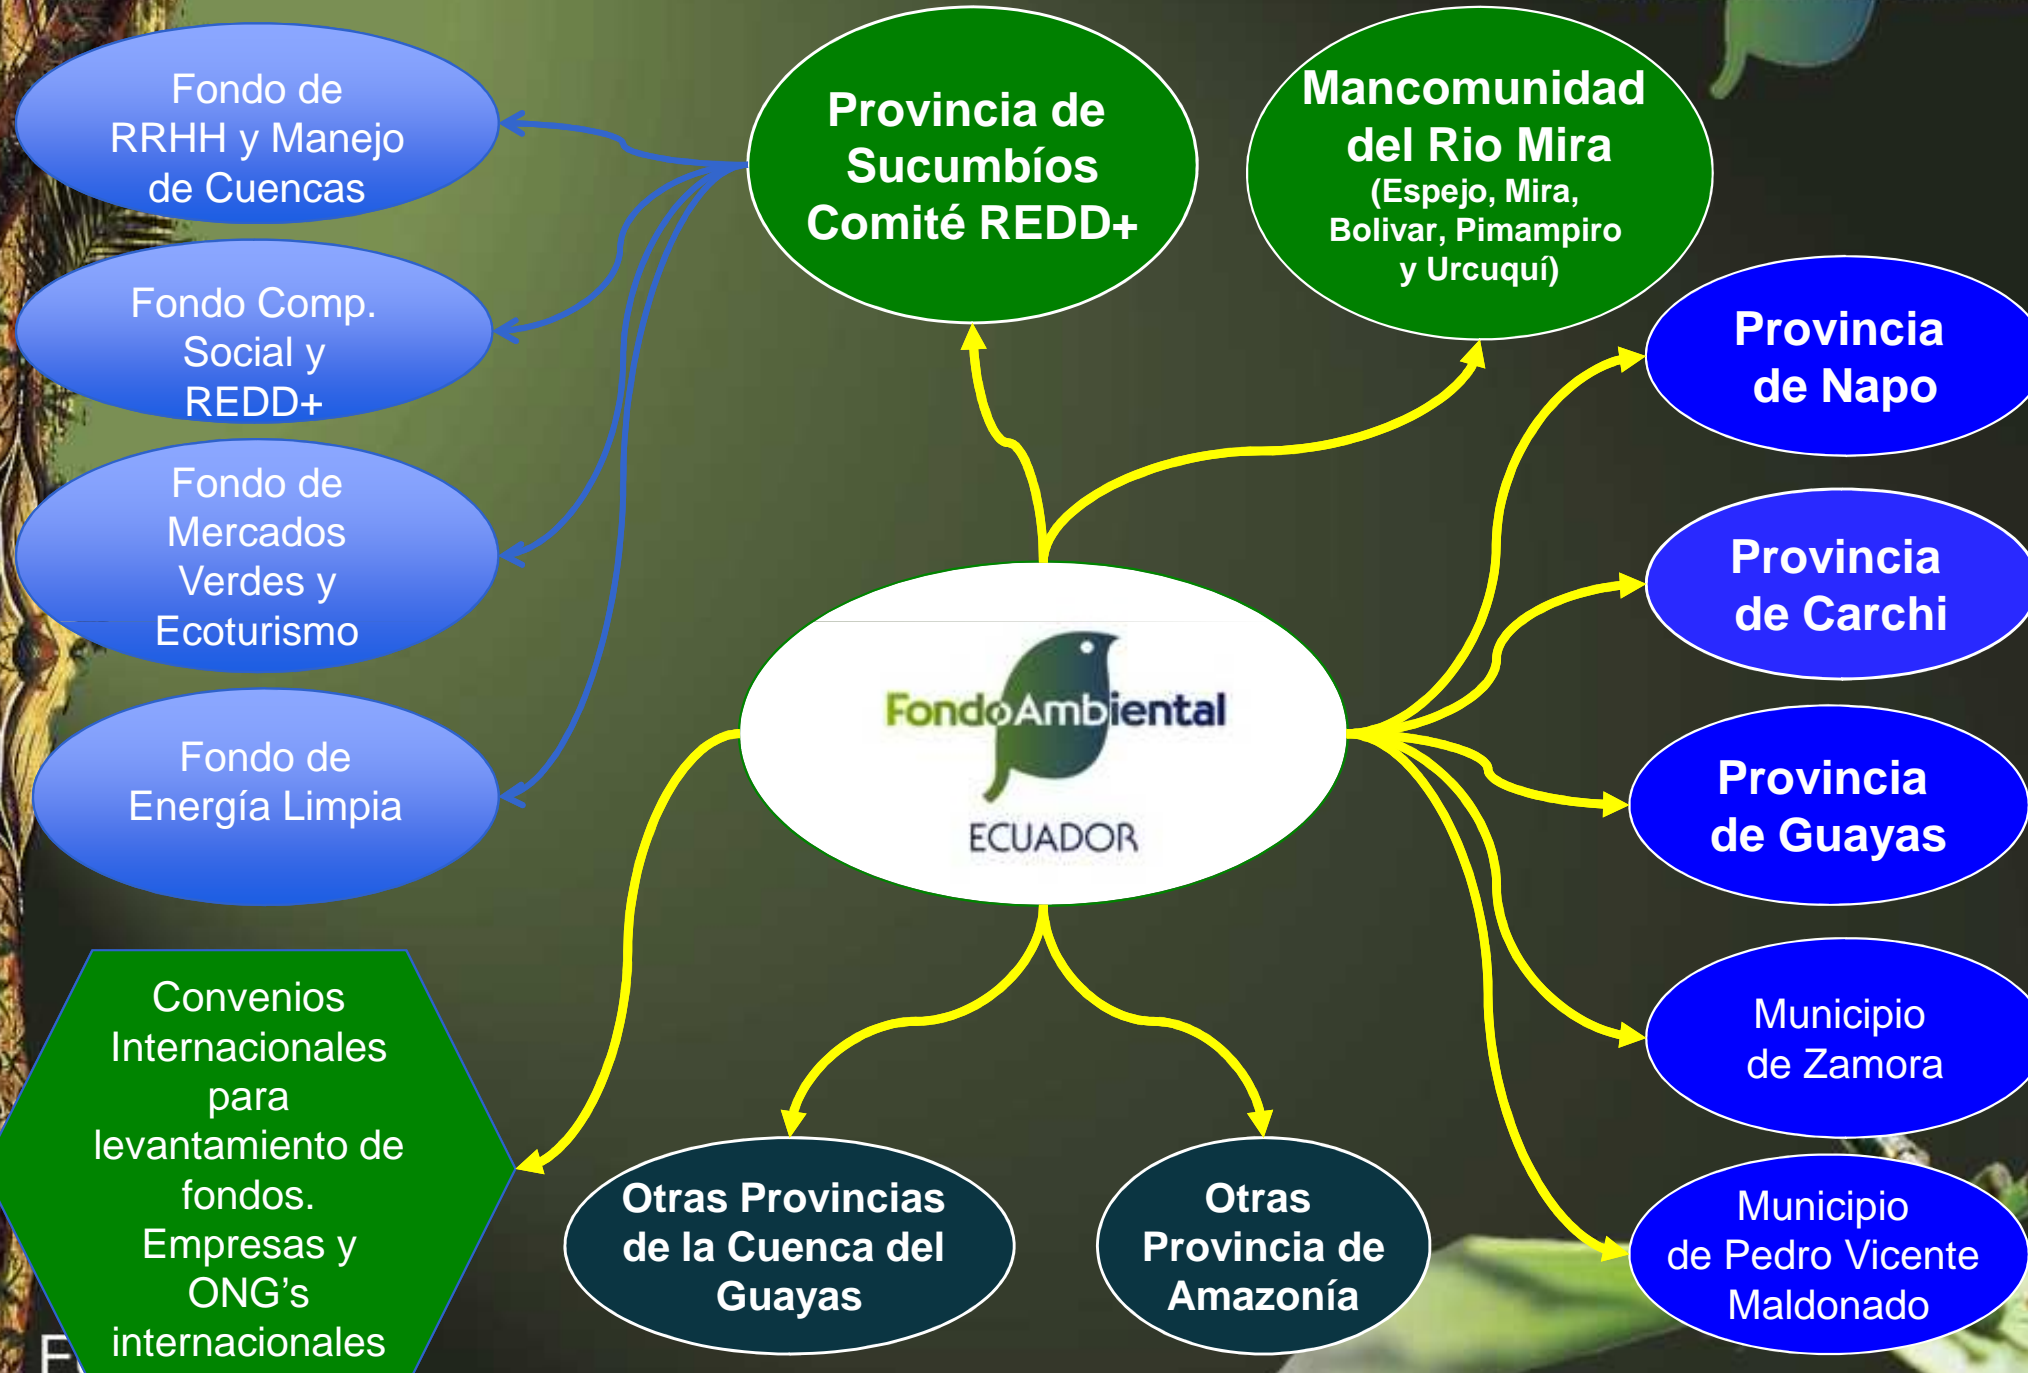 Fondo de
RRHH y Manejo
de Cuencas
Provincia de
Sucumbíos
Comité REDD+
Mancomunidad
del Rio Mira
(Espejo, Mira,
Bolivar, Pimampiro
y Urcuquí)
Fondo Comp.
Social y
REDD+
Provincia
de Napo
Fondo de
Mercados
Verdes y
Ecoturismo
Provincia
de Carchi
FondoAmbiental
ECUADOR
Fondo de
Energía Limpia
Provincia
de Guayas
Convenios
Internacionales
para
levantamiento de
fondos.
Empresas y
ONG's
internacionales
Municipio
de Zamora
Otras Provincias
de la Cuenca del
Guayas
Otras
Provincia de
Amazonía
Municipio
de Pedro Vicente
Maldonado